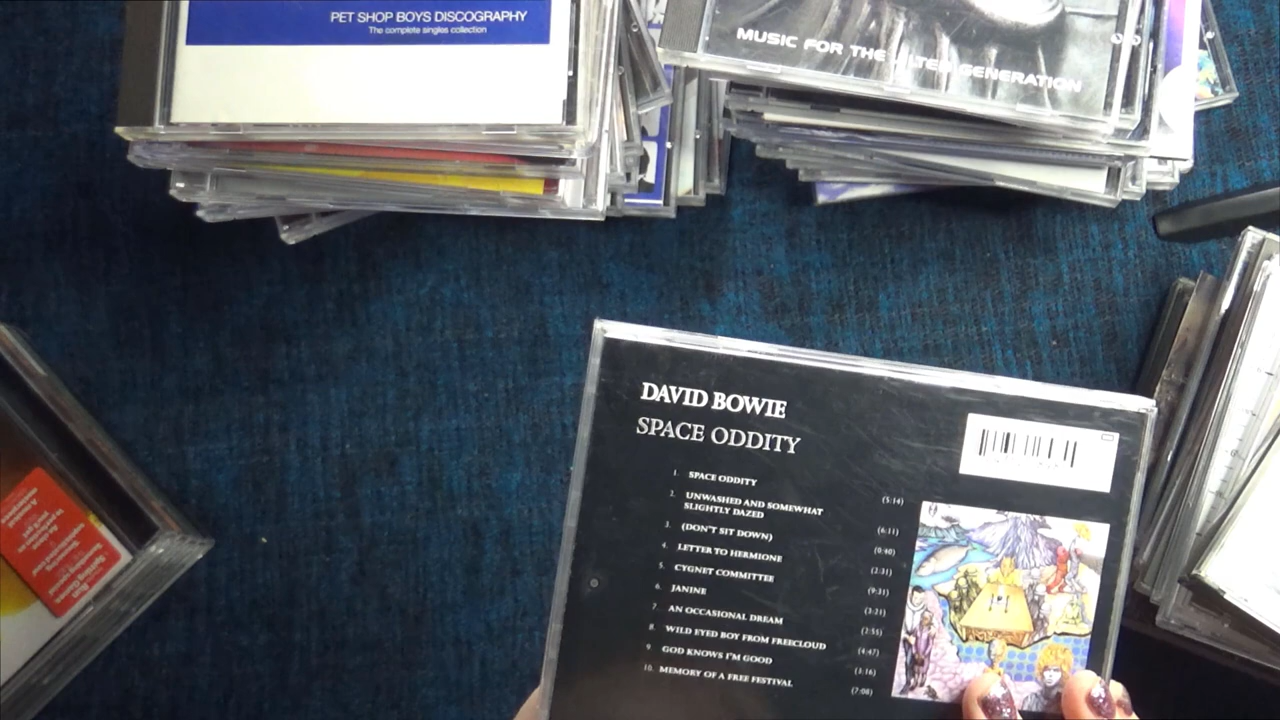 PET SHOP BOYS DISCOGRAPHY
The complete singles collection
MUSIC FOR THE GENERATION
DAVID BOWIE
SPACE ODDITY
1. SPACE ODDITY (5:14)
2. UNWASHED AND SOMEWHAT
SLIGHTLY DAZED (6:11)
3. (DON'T SIT DOWN) (0:40)
4. LETTER TO HERMIONE (2:31)
5. CYGNET COMMITTEE (9:31)
6. JANINE (3:21)
7. AN OCCASIONAL DREAM (2:55)
8. WILD EYED BOY FROM FREECLOUD (4:47)
9. GOD KNOWS I'M GOOD (3:16)
10. MEMORY OF A FREE FESTIVAL (7:08)